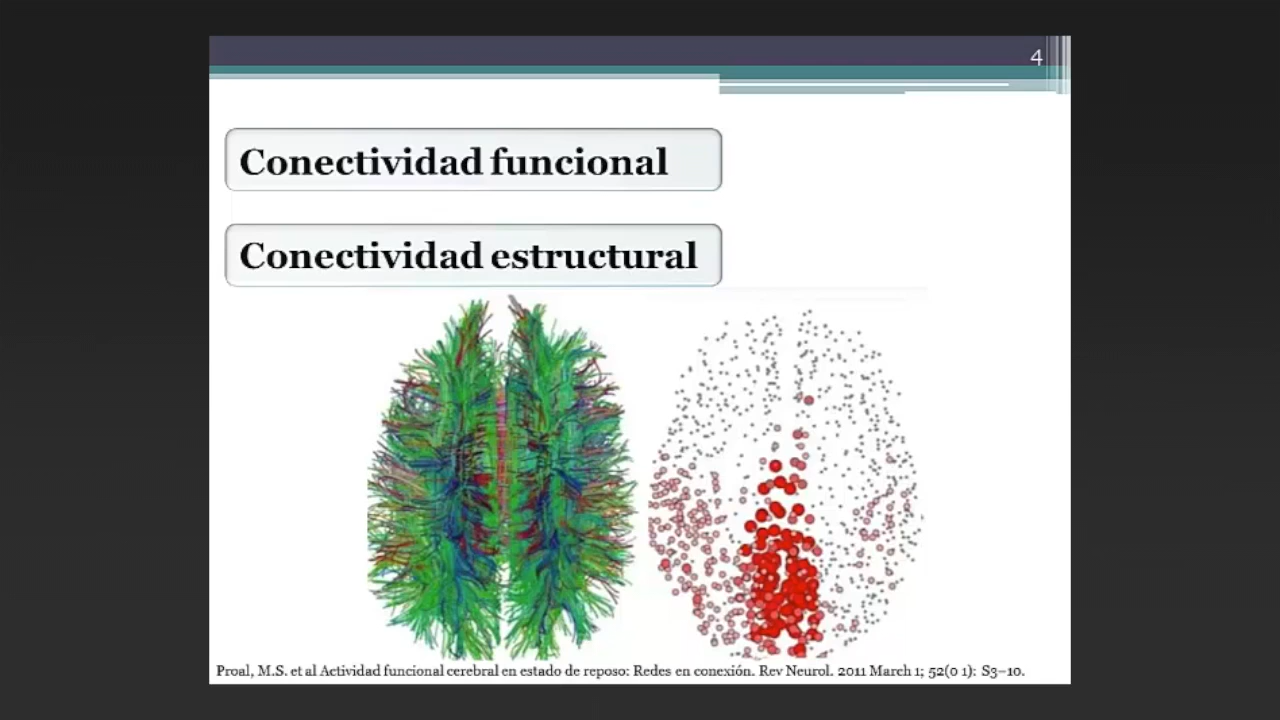 4
Conectividad funcional
Conectividad estructural
Proal, M.S. et al Actividad funcional cerebral en estado de reposo: Redes en conexión. Rev Neurol. 2011 March 1; 52(0 1): S3–10.